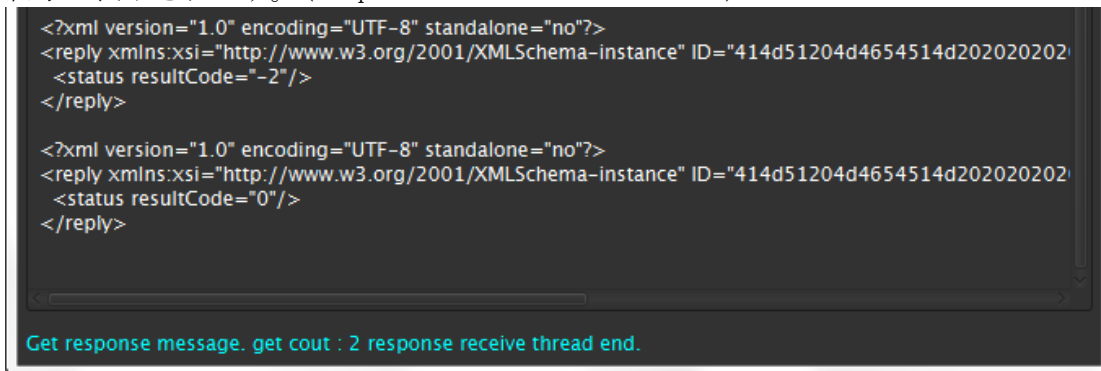 <?xml version="1.0" encoding="UTF-8" standalone="no"?>
<reply xmlns:xsi="http://www.w3.org/2001/XMLSchema-instance" ID="414d51204d4654514d202020202
<status resultCode="-2"/>
</reply>
<?xml version="1.0" encoding="UTF-8" standalone="no"?>
<reply xmlns:xsi="http://www.w3.org/2001/XMLSchema-instance" ID="414d51204d4654514d202020202
<status resultCode="0"/>
</reply>
Get response message. get cout : 2 response receive thread end.